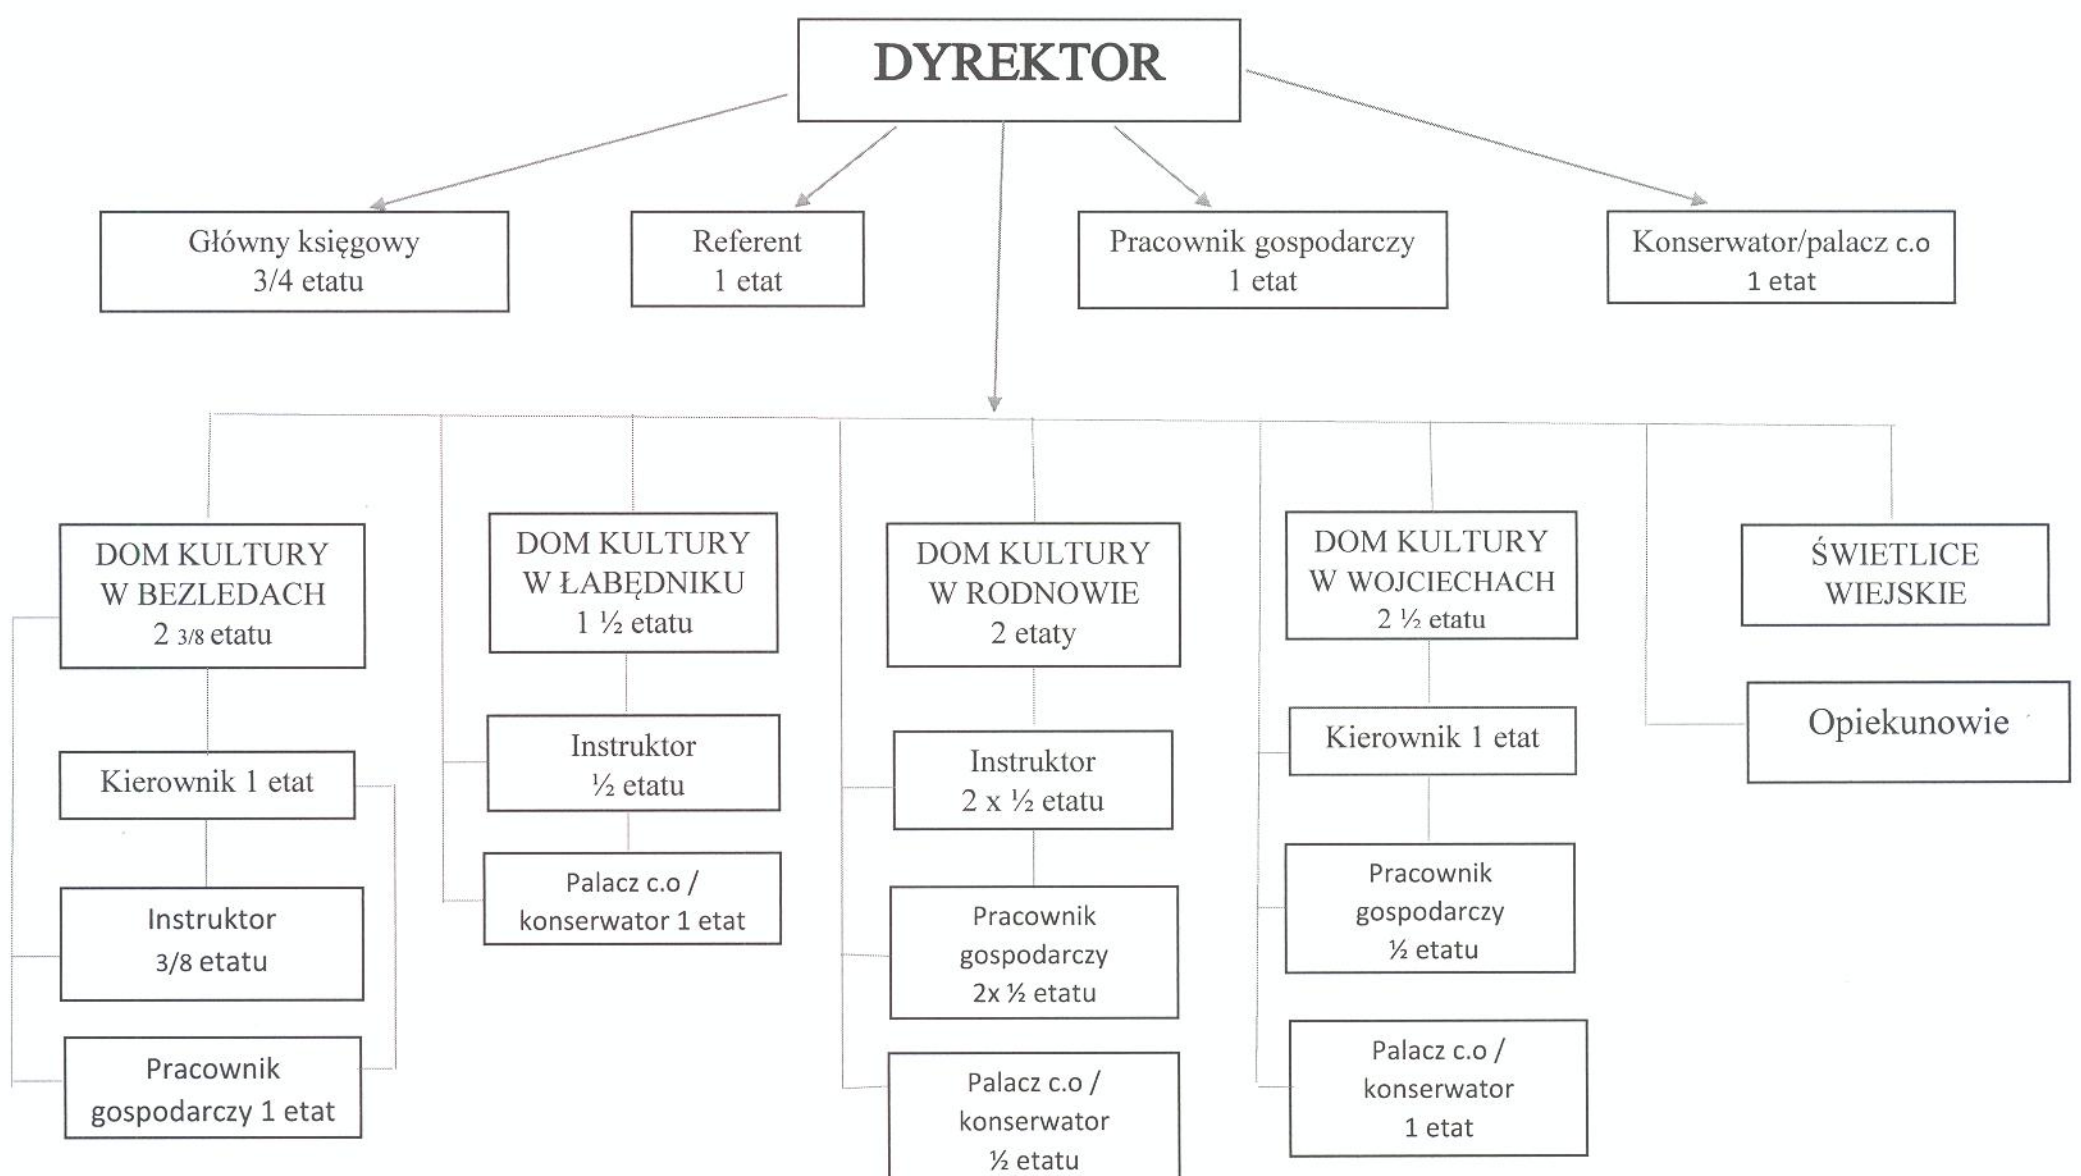 DYREKTOR
Główny księgowy
3/4 etatu
Referent
1 etat
Pracownik gospodarczy
1 etat
Konserwator/palacz c.o
1 etat
DOM KULTURY
W BEZLEDACH
2 3/8 etatu
Kierownik 1 etat
Instruktor
3/8 etatu
Pracownik
gospodarczy 1 etat
DOM KULTURY
W ŁABĘDNIKU
1 ½ etatu
Instruktor
½ etatu
Palacz c.o /
konserwator 1 etat
DOM KULTURY
W RODNOWIE
2 etaty
Instruktor
2 x ½ etatu
Pracownik
gospodarczy
2x ½ etatu
Palacz c.o /
konserwator
½ etatu
DOM KULTURY
W WOJCIECHACH
2 ½ etatu
Kierownik 1 etat
Pracownik
gospodarczy
½ etatu
Palacz c.o /
konserwator
1 etat
ŚWIETLICE
WIEJSKIE
Opiekunowie